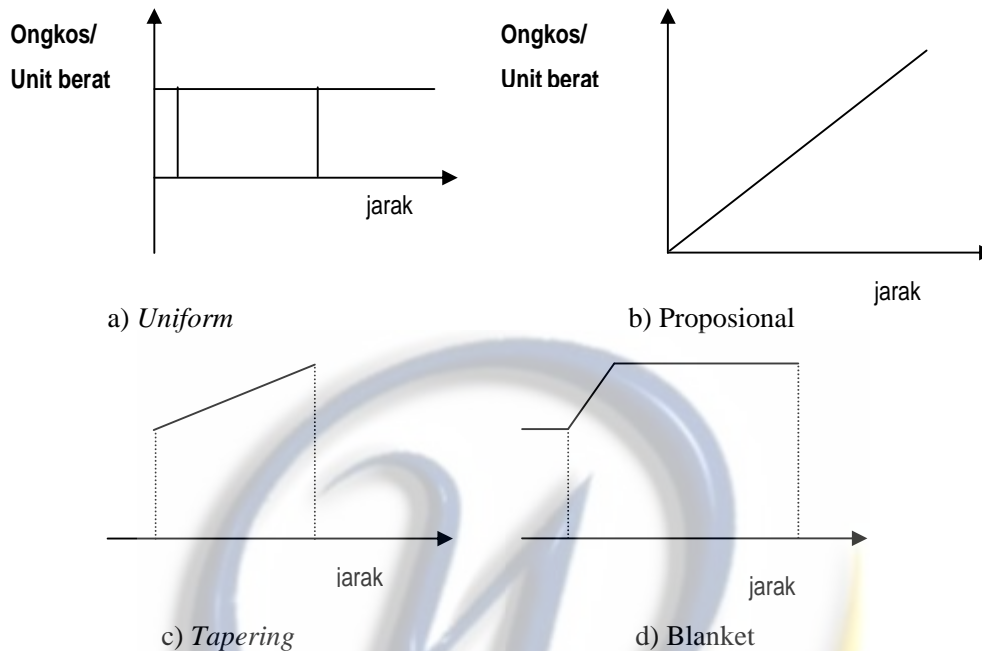 Ongkos/
Unit berat
jarak
a) Uniform
Ongkos/
Unit berat
jarak
b) Proposional
jarak
c) Tapering
jarak
d) Blanket